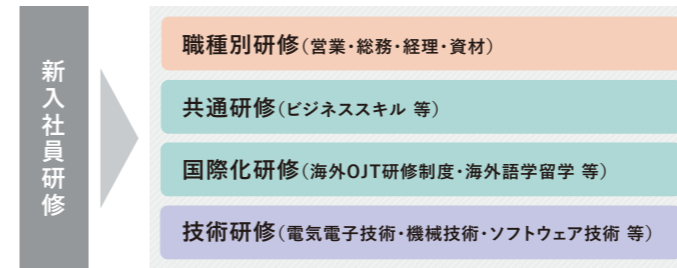 新入社員研修
職種別研修(営業・総務・経理・資材)
共通研修(ビジネススキル 等)
国際化研修(海外OJT研修制度・海外語学留学 等)
技術研修(電気電子技術・機械技術・ソフトウェア技術 等)